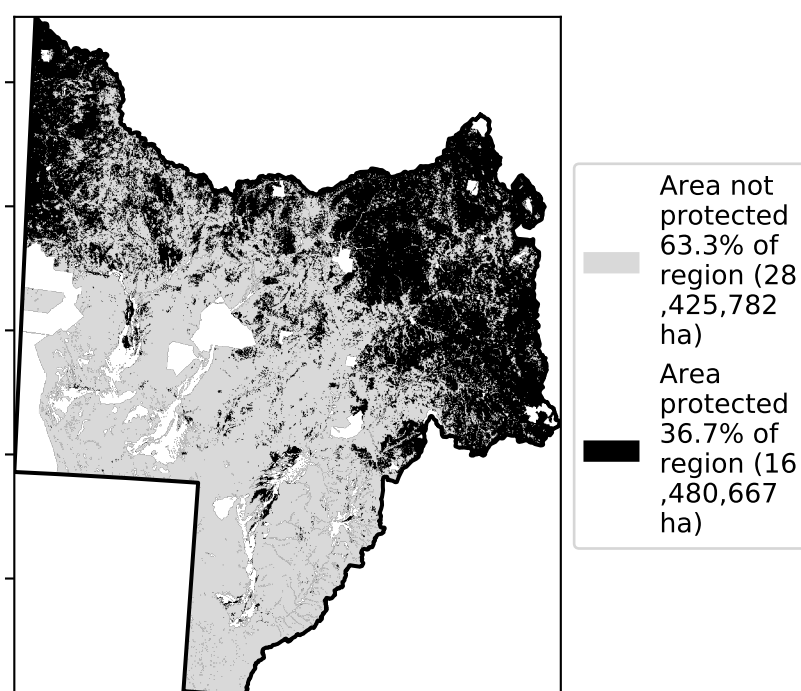 Area not
protected
63.3% of
region (28
,425,782
ha)
Area
protected
36.7% of
region (16
,480,667
ha)